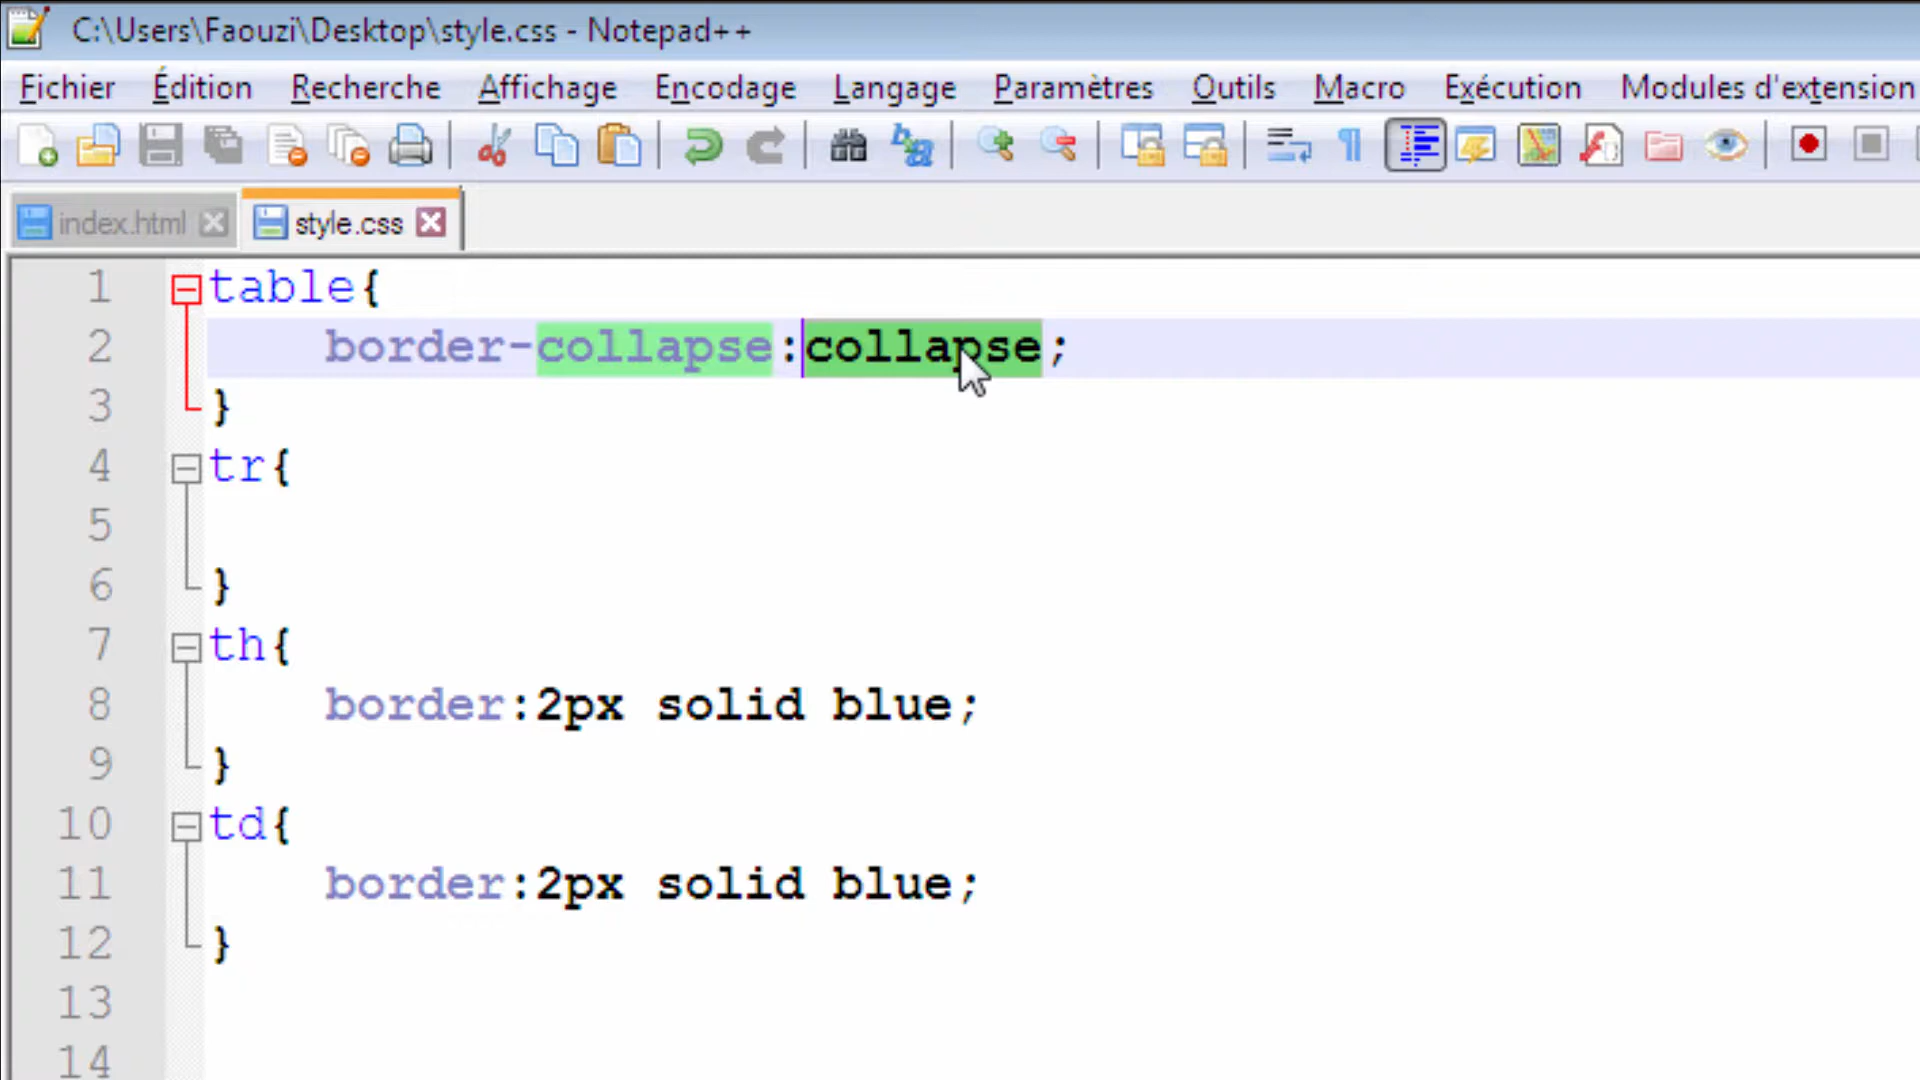 C:\Users\Faouzi\Desktop\style.css - Notepad++
Fichier Édition Recherche Affichage Encodage Langage Paramètres Outils Macro Exécution Modules d'extension
index.html style.css
1 table{
2 border-collapse:collapse;
3 }
4 tr{
5
6 }
7 th{
8 border:2px solid blue;
9 }
10 td{
11 border:2px solid blue;
12 }
13
14